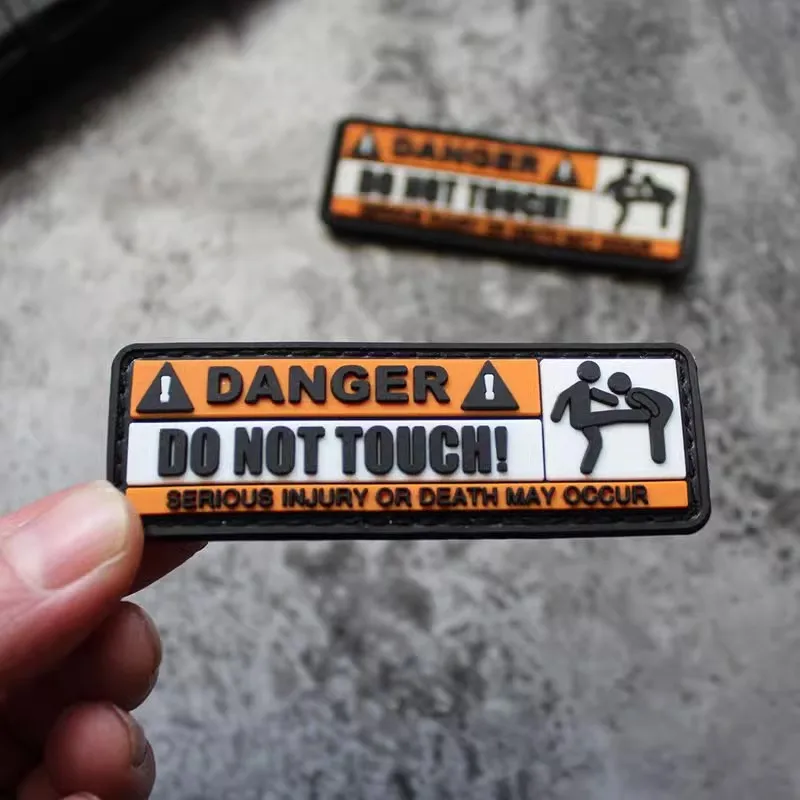 DANGER
DO NOT TOUCH!
DANGER
DO NOT TOUCH!
SERIOUS INJURY OR DEATH MAY OCCUR